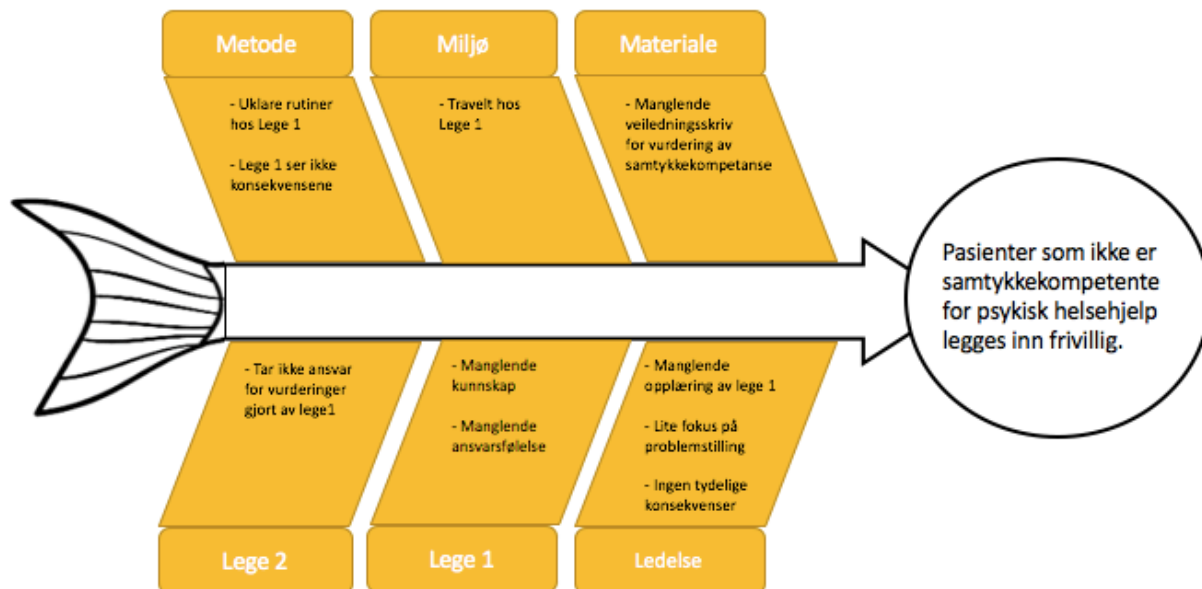 Metode
- Uklare rutiner
hos Lege 1
- Lege 1 ser ikke
konsekvensene
Miljø
- Travelt hos
Lege 1
Materiale
- Manglende
veiledningsskriv
for vurdering av
samtykkekompetanse
Pasienter som ikke er
samtykkekompetente
for psykisk helsehjelp
legges inn frivillig.
- Tar ikke ansvar
for vurderinger
gjort av lege1
Lege 2
- Manglende
kunnskap
- Manglende
ansvarsfølelse
Lege 1
- Manglende
opplæring av lege 1
- Lite fokus på
problemstilling
- Ingen tydelige
konsekvenser
Ledelse